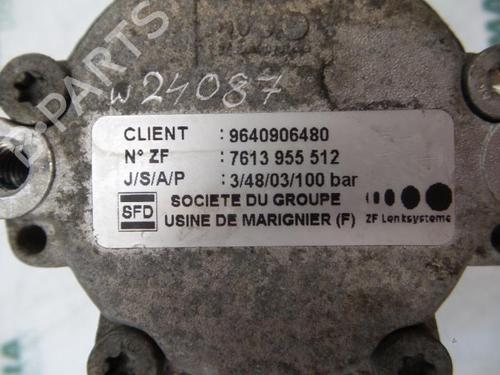 w24087
CLIENT : 9640906480
N° ZF : 7613 955 512
J/S/A/P : 3/48/03/100 bar
SFD SOCIETE DU GROUPE
USINE DE MARIGNIER (F) ZF Lenksysteme